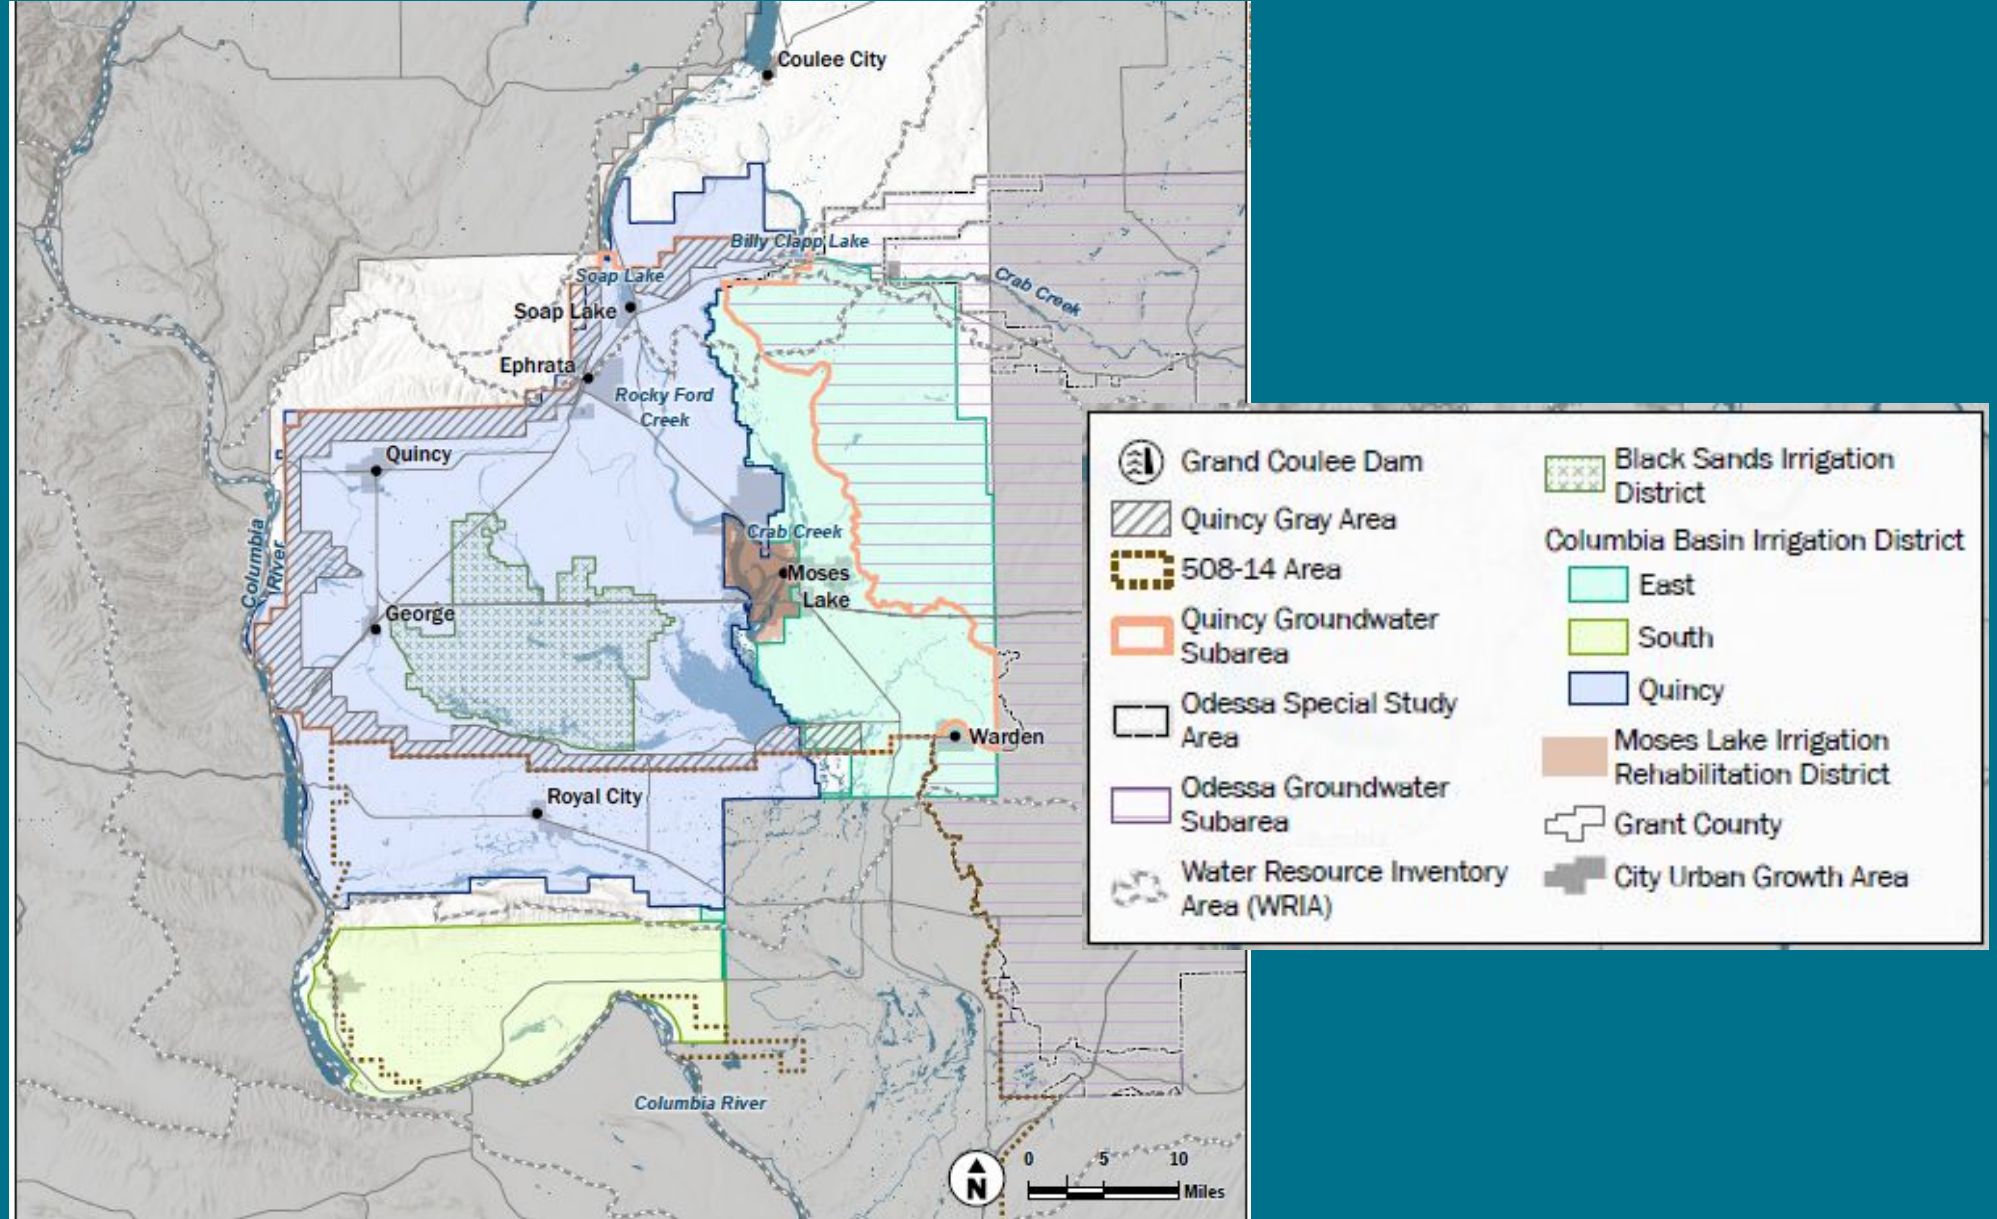 Coulee City
Billy Clapp Lake
Soap Lake
Crab Creek
Soap Lake
Ephrata
Rocky Ford
Creek
Quincy
Crab Creek
Columbia
River
Moses
Lake
George
Warden
Royal City
Columbia River
N
0 5 10
Miles
Grand Coulee Dam
Quincy Gray Area
508-14 Area
Quincy Groundwater
Subarea
Odessa Special Study
Area
Odessa Groundwater
Subarea
Water Resource Inventory
Area (WRIA)
Black Sands Irrigation
District
Columbia Basin Irrigation District
East
South
Quincy
Moses Lake Irrigation
Rehabilitation District
Grant County
City Urban Growth Area